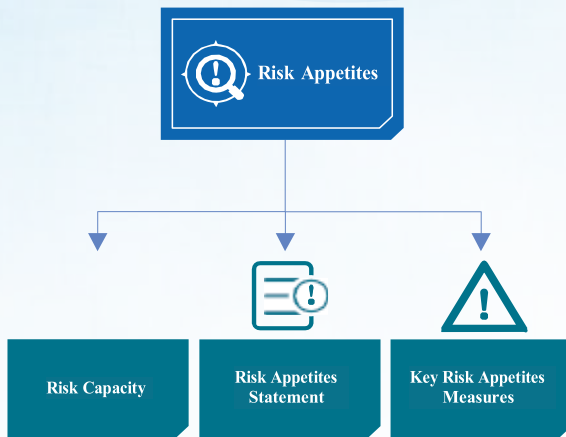 Risk Appetites
Risk Capacity
Risk Appetites
Statement
Key Risk Appetites
Measures